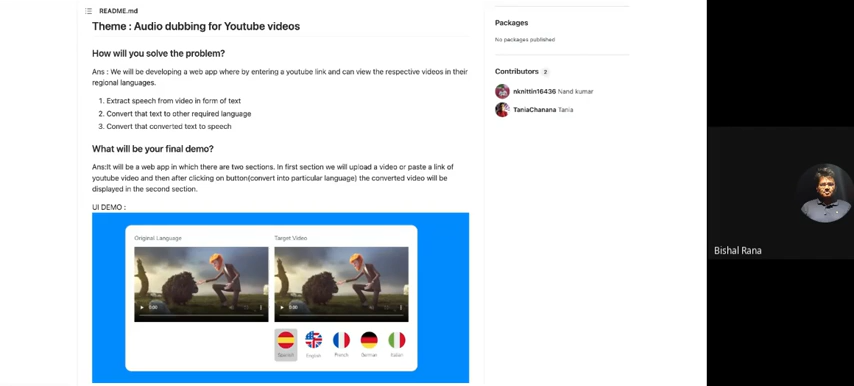 README.md
Theme : Audio dubbing for Youtube videos
How will you solve the problem?
Ans : We will be developing a web app where by entering a youtube link and can view the respective videos in their
regional languages.
1. Extract speech from video in form of text
2. Convert that text to other required language
3. Convert that converted text to speech
What will be your final demo?
Ans:It will be a web app in which there are two sections. In first section we will upload a video or paste a link of
youtube video and then after clicking on button(convert into particular language) the converted video will be
displayed in the second section.
UI DEMO :
Original Language
Target Video
0:00
0:00
Spanish
English
French
German
Italian
Packages
No packages published
Contributors 2
nknittin16436 Nand kumar
TaniaChanana Tania
Bishal Rana